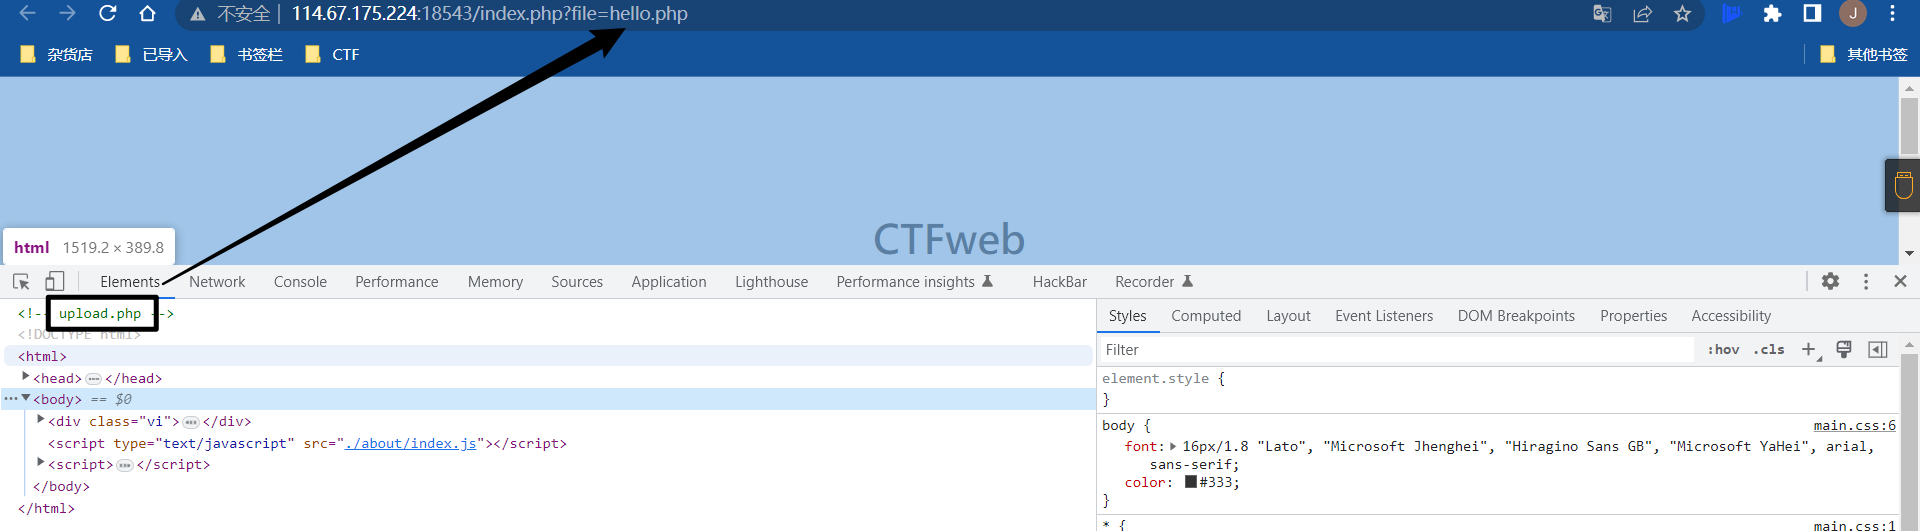 不安全 | 114.67.175.224:18543/index.php?file=hello.php
J
杂货店 已导入 书签栏 CTF 其他书签
CTFweb
html 1519.2 × 389.8
Elements Network Console Performance Memory Sources Application Lighthouse Performance insights HackBar Recorder
<!-- upload.php -->
<!DOCTYPE html>
<html>
<head> ... </head>
... <body> == $0
<div class="vi"> ... </div>
<script type="text/javascript" src="./about/index.js"></script>
<script> ... </script>
</body>
</html>
Styles Computed Layout Event Listeners DOM Breakpoints Properties Accessibility
Filter :hov .cls +
element.style {
}
body { main.css:6
font: 16px/1.8 "Lato", "Microsoft Jhenghei", "Hiragino Sans GB", "Microsoft YaHei", arial,
sans-serif;
color: #333;
}
* { main.css:1